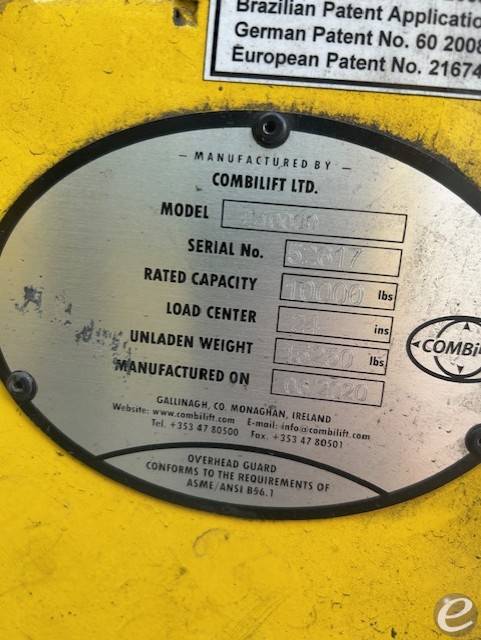 Brazilian Patent Applicatio
German Patent No. 60 2008
European Patent No. 21674
— MANUFACTURED BY —
COMBILIFT LTD.
MODEL
SERIAL No. 52617
RATED CAPACITY 10000 lbs
LOAD CENTER 24 ins
UNLADEN WEIGHT lbs
MANUFACTURED ON
COMBi
GALLINAGH, CO. MONAGHAN, IRELAND
Website: www.combilift.com E-mail: info@combilift.com
Tel. +353 47 80500 Fax. +353 47 80501
OVERHEAD GUARD
CONFORMS TO THE REQUIREMENTS OF
ASME/ANSI B56.1
e